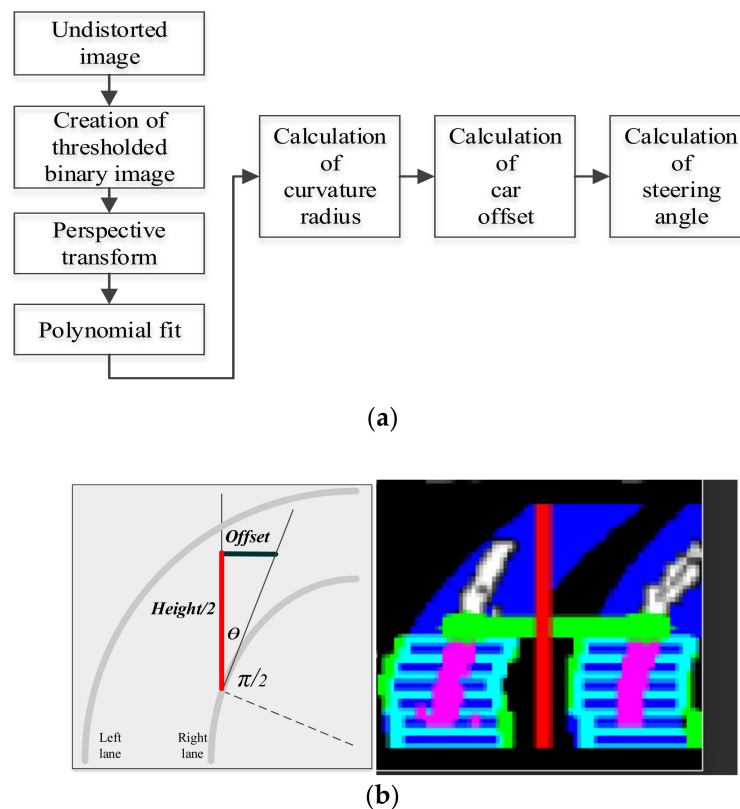 Undistorted
image
Creation of
thresholded
binary image
Perspective
transform
Polynomial fit
Calculation
of
curvature
radius
Calculation
of
car
offset
Calculation
of
steering
angle
(a)
Offset
Height/2
θ
π/2
Left
lane
Right
lane
(b)